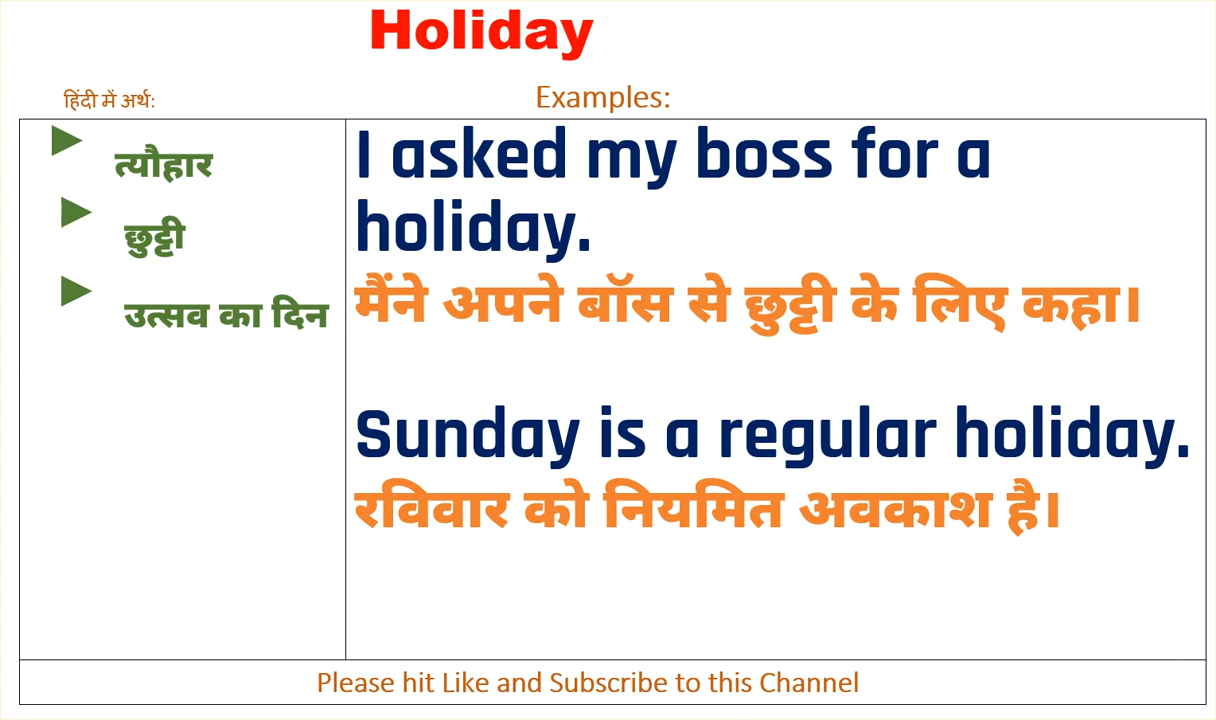 Holiday
हिंदी में अर्थ:
Examples:
त्यौहार
छुट्टी
उत्सव का दिन
I asked my boss for a
holiday.
मैंने अपने बॉस से छुट्टी के लिए कहा।
Sunday is a regular holiday.
रविवार को नियमित अवकाश है।
Please hit Like and Subscribe to this Channel